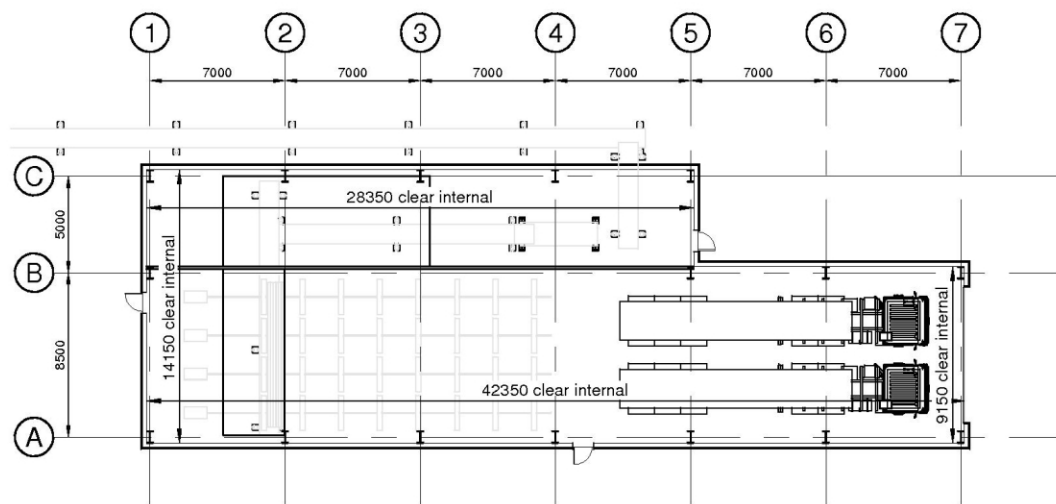 1 2 3 4 5 6 7
7000 7000 7000 7000 7000 7000
C
28350 clear internal
5000
B
14150 clear internal
8500
42350 clear internal
9150 clear internal
A